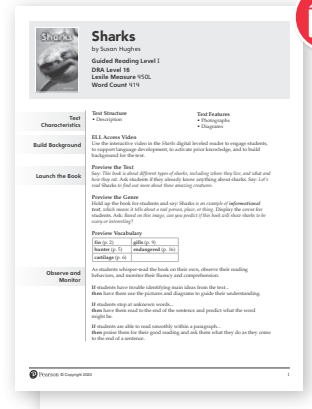 Sharks
Sharks
by Susan Hughes
Guided Reading Level I
DRA Level 16
Lexile Measure 450L
Word Count 414
Text
Characteristics
Text Structure
• Description
Text Features
• Photographs
• Diagrams
Build Background
ELL Access Video
Use the interactive video in the Sharks digital leveled reader to engage students,
to support language development, to activate prior knowledge, and to build
background for the text.
Launch the Book
Preview the Text
Say: This book is about different types of sharks, including where they live, and what and
how they eat. Ask students if they already know anything about sharks. Say: Let's
read Sharks to find out more about these amazing creatures.
Preview the Genre
Hold up the book for students and say: Sharks is an example of informational
text, which means it tells about a real person, place, or thing. Display the cover for
students. Ask: Based on this image, can you predict if this book will show sharks to be
scary or interesting?
Preview Vocabulary
fin (p. 2) gills (p. 9)
hunter (p. 5) endangered (p. 16)
cartilage (p. 6)
Observe and
Monitor
As students whisper-read the book on their own, observe their reading
behaviors, and monitor their fluency and comprehension.
If students have trouble identifying main ideas from the text...
then have them use the pictures and diagrams to guide their understanding.
If students stop at unknown words...
then have them read to the end of the sentence and predict what the word
might be.
If students are able to read smoothly within a paragraph...
then praise them for their good reading and ask them what they do as they come
to the end of a sentence.
Pearson © Copyright 2020
1